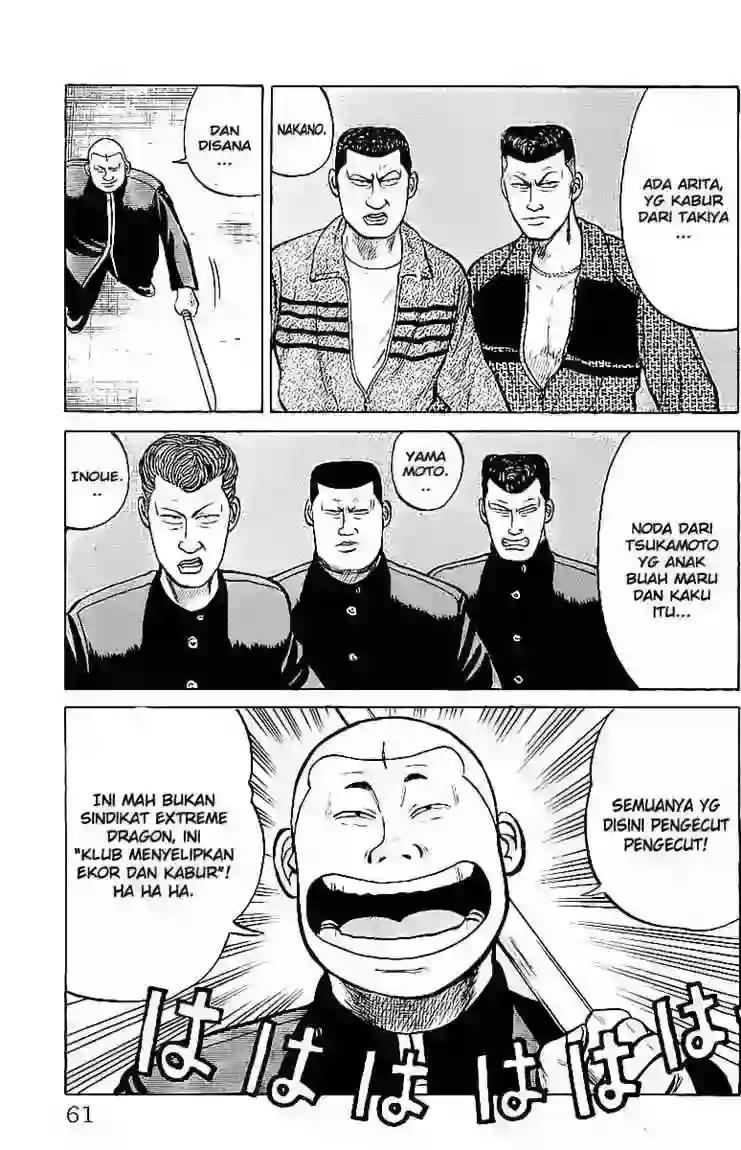 ADA ARITA,
YG KABUR
DARI TAKIYA
...
NAKANO.
DAN
DISANA
...
NODA DARI
TSUKAMOTO
YG ANAK
BUAH MARU
DAN KAKU
ITU...
YAMA
MOTO.
..
INOUE.
..
SEMUANYA YG
DISINI PENGECUT
PENGECUT!
INI MAH BUKAN
SINDIKAT EXTREME
DRAGON, INI
"KLUB MENYELIPKAN
EKOR DAN KABUR"!
HA HA HA.
はははははは
61